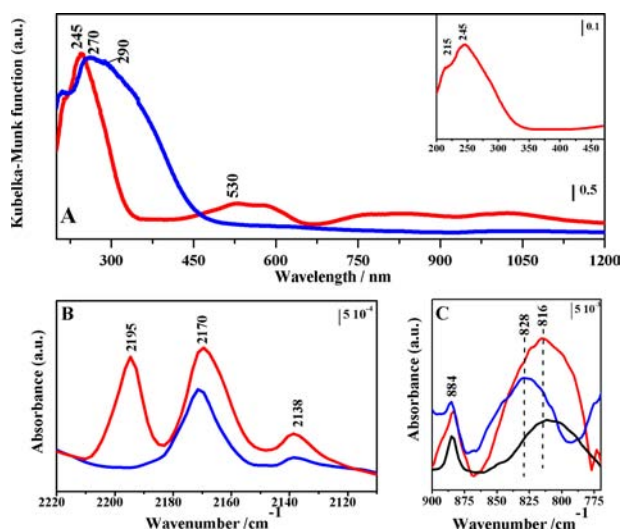 Kubelka-Munk function (a.u.)
245
270
290
530
0.5
A
300 450 600 750 900 1050 1200
Wavelength / nm
215
245
0.1
200 250 300 350 400 450
B
5 10⁻⁴
2195
2170
2138
Absorbance (a.u.)
2220 2200 2180 2160 2140 2120
Wavenumber /cm⁻¹
C
884
828
816
Absorbance (a.u.)
900 875 850 825 800 775
Wavenumber /cm⁻¹